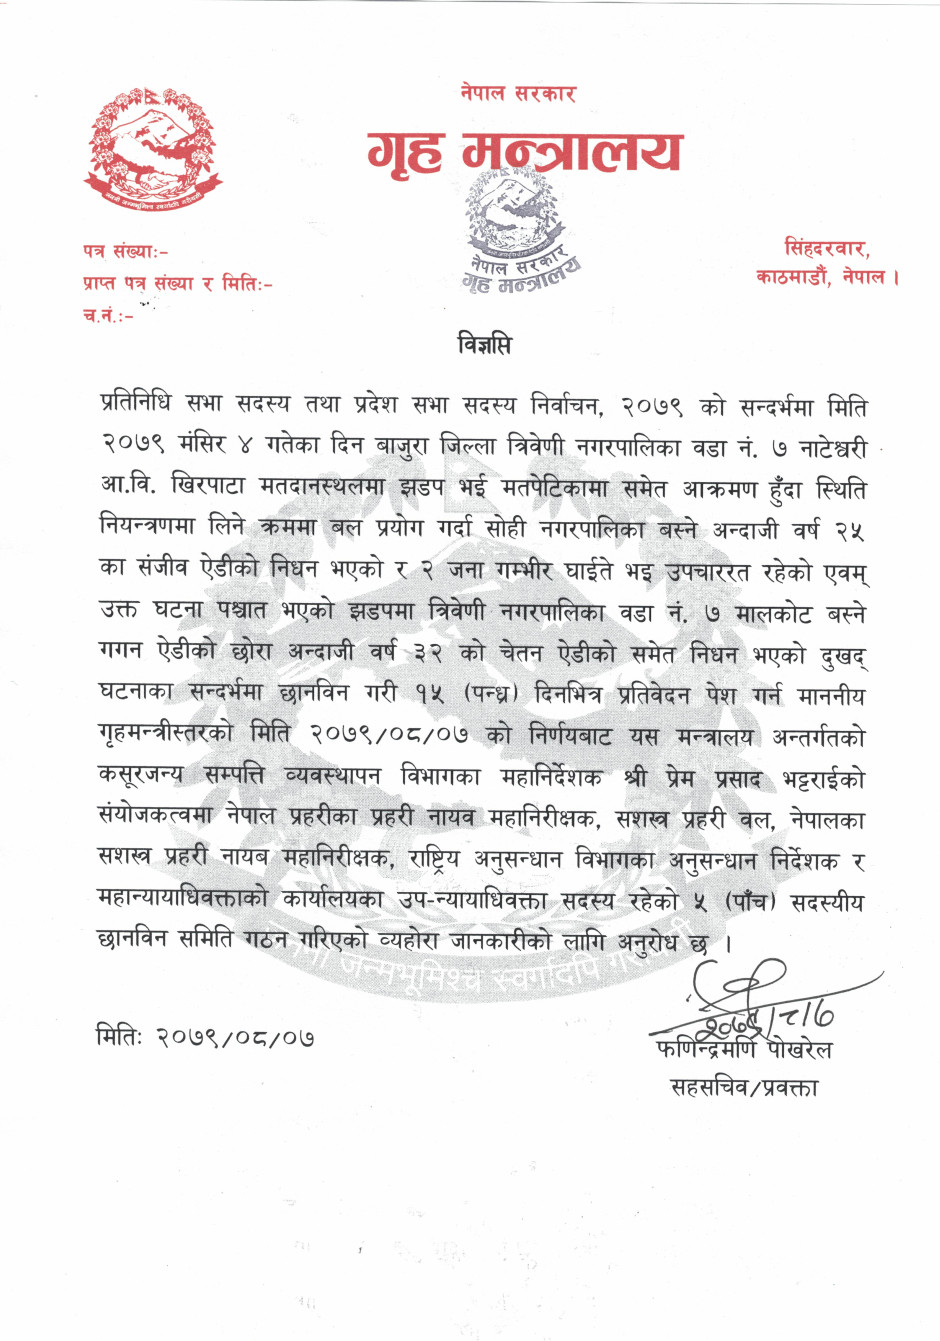 नेपाल सरकार
गृह मन्त्रालय
नेपाल सरकार
गृह मन्त्रालय
पत्र संख्याः-
प्राप्त पत्र संख्या र मितिः-
च.नं.:-
सिंहदरवार,
काठमाडौं, नेपाल ।
विज्ञप्ति
प्रतिनिधि सभा सदस्य तथा प्रदेश सभा सदस्य निर्वाचन, २०७९ को सन्दर्भमा मिति
२०७९ मंसिर ४ गतेका दिन बाजुरा जिल्ला त्रिवेणी नगरपालिका वडा नं. ७ नाटेश्वरी
आ.वि. खिरपाटा मतदानस्थलमा झडप भई मतपेटिकामा समेत आक्रमण हुँदा स्थिति
नियन्त्रणमा लिने क्रममा बल प्रयोग गर्दा सोही नगरपालिका बस्ने अन्दाजी वर्ष २५
का संजीव ऐडीको निधन भएको र २ जना गम्भीर घाईते भइ उपचाररत रहेको एवम्
उक्त घटना पश्चात भएको झडपमा त्रिवेणी नगरपालिका वडा नं. ७ मालकोट बस्ने
गगन ऐडीको छोरा अन्दाजी वर्ष ३२ को चेतन ऐडीको समेत निधन भएको दुखद्
घटनाका सन्दर्भमा छानविन गरी १५ (पन्ध्र) दिनभित्र प्रतिवेदन पेश गर्न माननीय
गृहमन्त्रीस्तरको मिति २०७९/०८/०७ को निर्णयबाट यस मन्त्रालय अन्तर्गतको
कसूरजन्य सम्पत्ति व्यवस्थापन विभागका महानिर्देशक श्री प्रेम प्रसाद भट्टराईको
संयोजकत्वमा नेपाल प्रहरीका प्रहरी नायव महानिरीक्षक, सशस्त्र प्रहरी वल, नेपालका
सशस्त्र प्रहरी नायब महानिरीक्षक, राष्ट्रिय अनुसन्धान विभागका अनुसन्धान निर्देशक र
महान्यायाधिवक्ताको कार्यालयका उप-न्यायाधिवक्ता सदस्य रहेको ५ (पाँच) सदस्यीय
छानविन समिति गठन गरिएको व्यहोरा जानकारीको लागि अनुरोध छ ।
जन्मभूमिश्च स्वर्गादपि
२०७९/८/७
मितिः २०७९/०८/०७
फणिन्द्रमणि पोखरेल
सहसचिव/प्रवक्ता